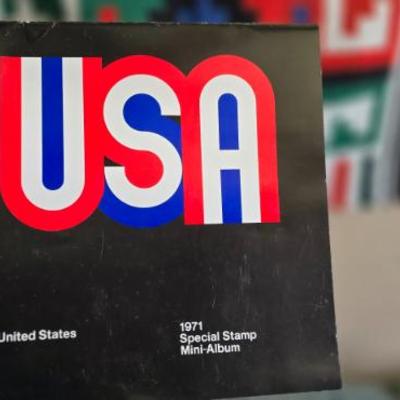 USA
United States
1971
Special Stamp
Mini-Album